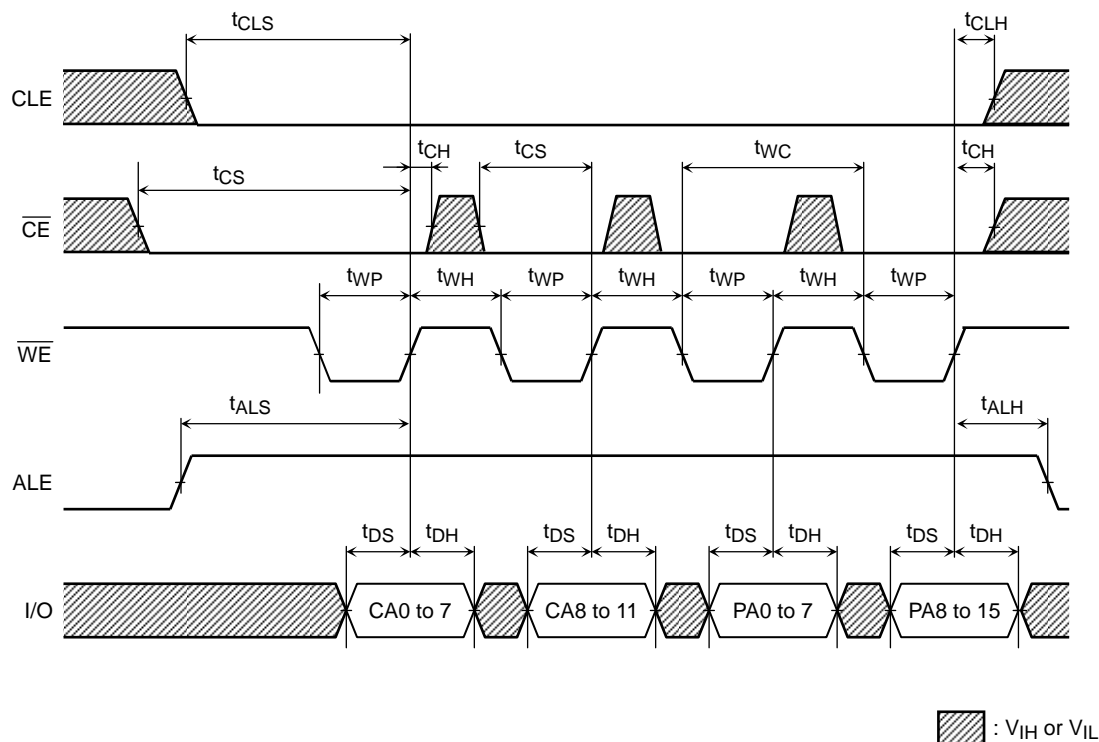 tCLS tCLH
CLE
tCH tCS tWC tCH
tCS
CE
tWP tWH tWP tWH tWP tWH tWP
WE
tALS tALH
ALE
tDS tDH tDS tDH tDS tDH tDS tDH
I/O CA0 to 7 CA8 to 11 PA0 to 7 PA8 to 15
: VIH or VIL